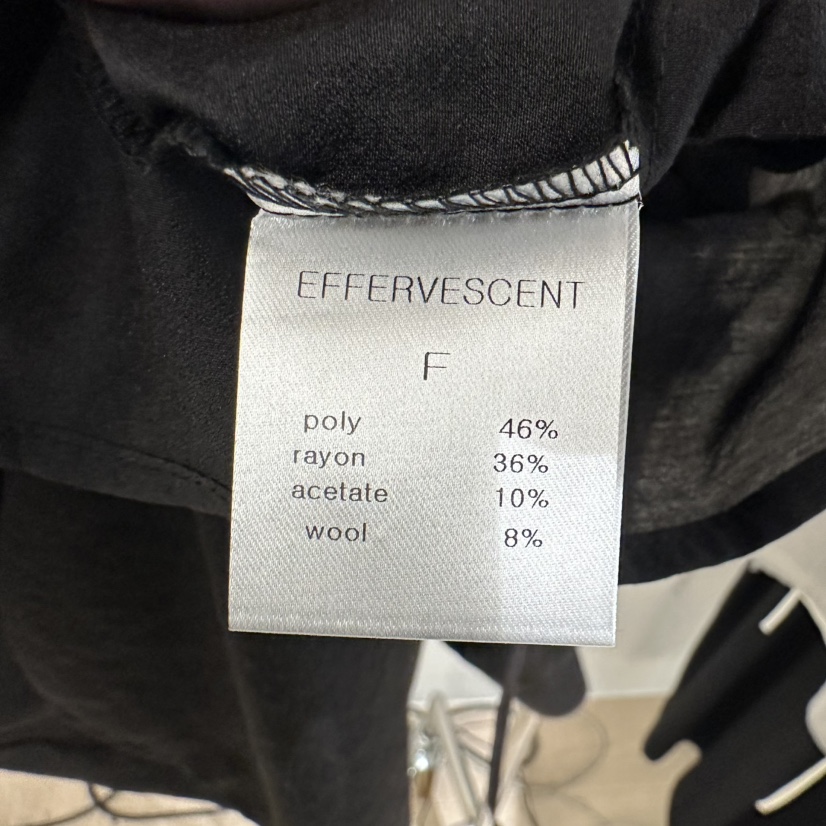 EFFERVESCENT
F
poly 46%
rayon 36%
acetate 10%
wool 8%